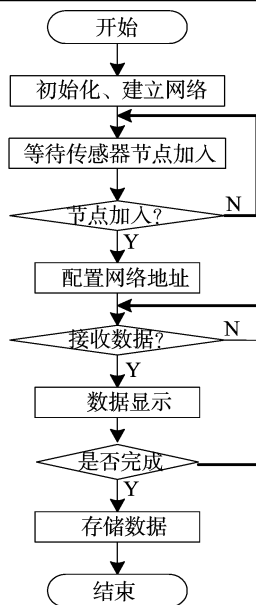 开始
初始化、建立网络
等待传感器节点加入
节点加入?
N
Y
配置网络地址
接收数据?
N
Y
数据显示
是否完成
Y
存储数据
结束